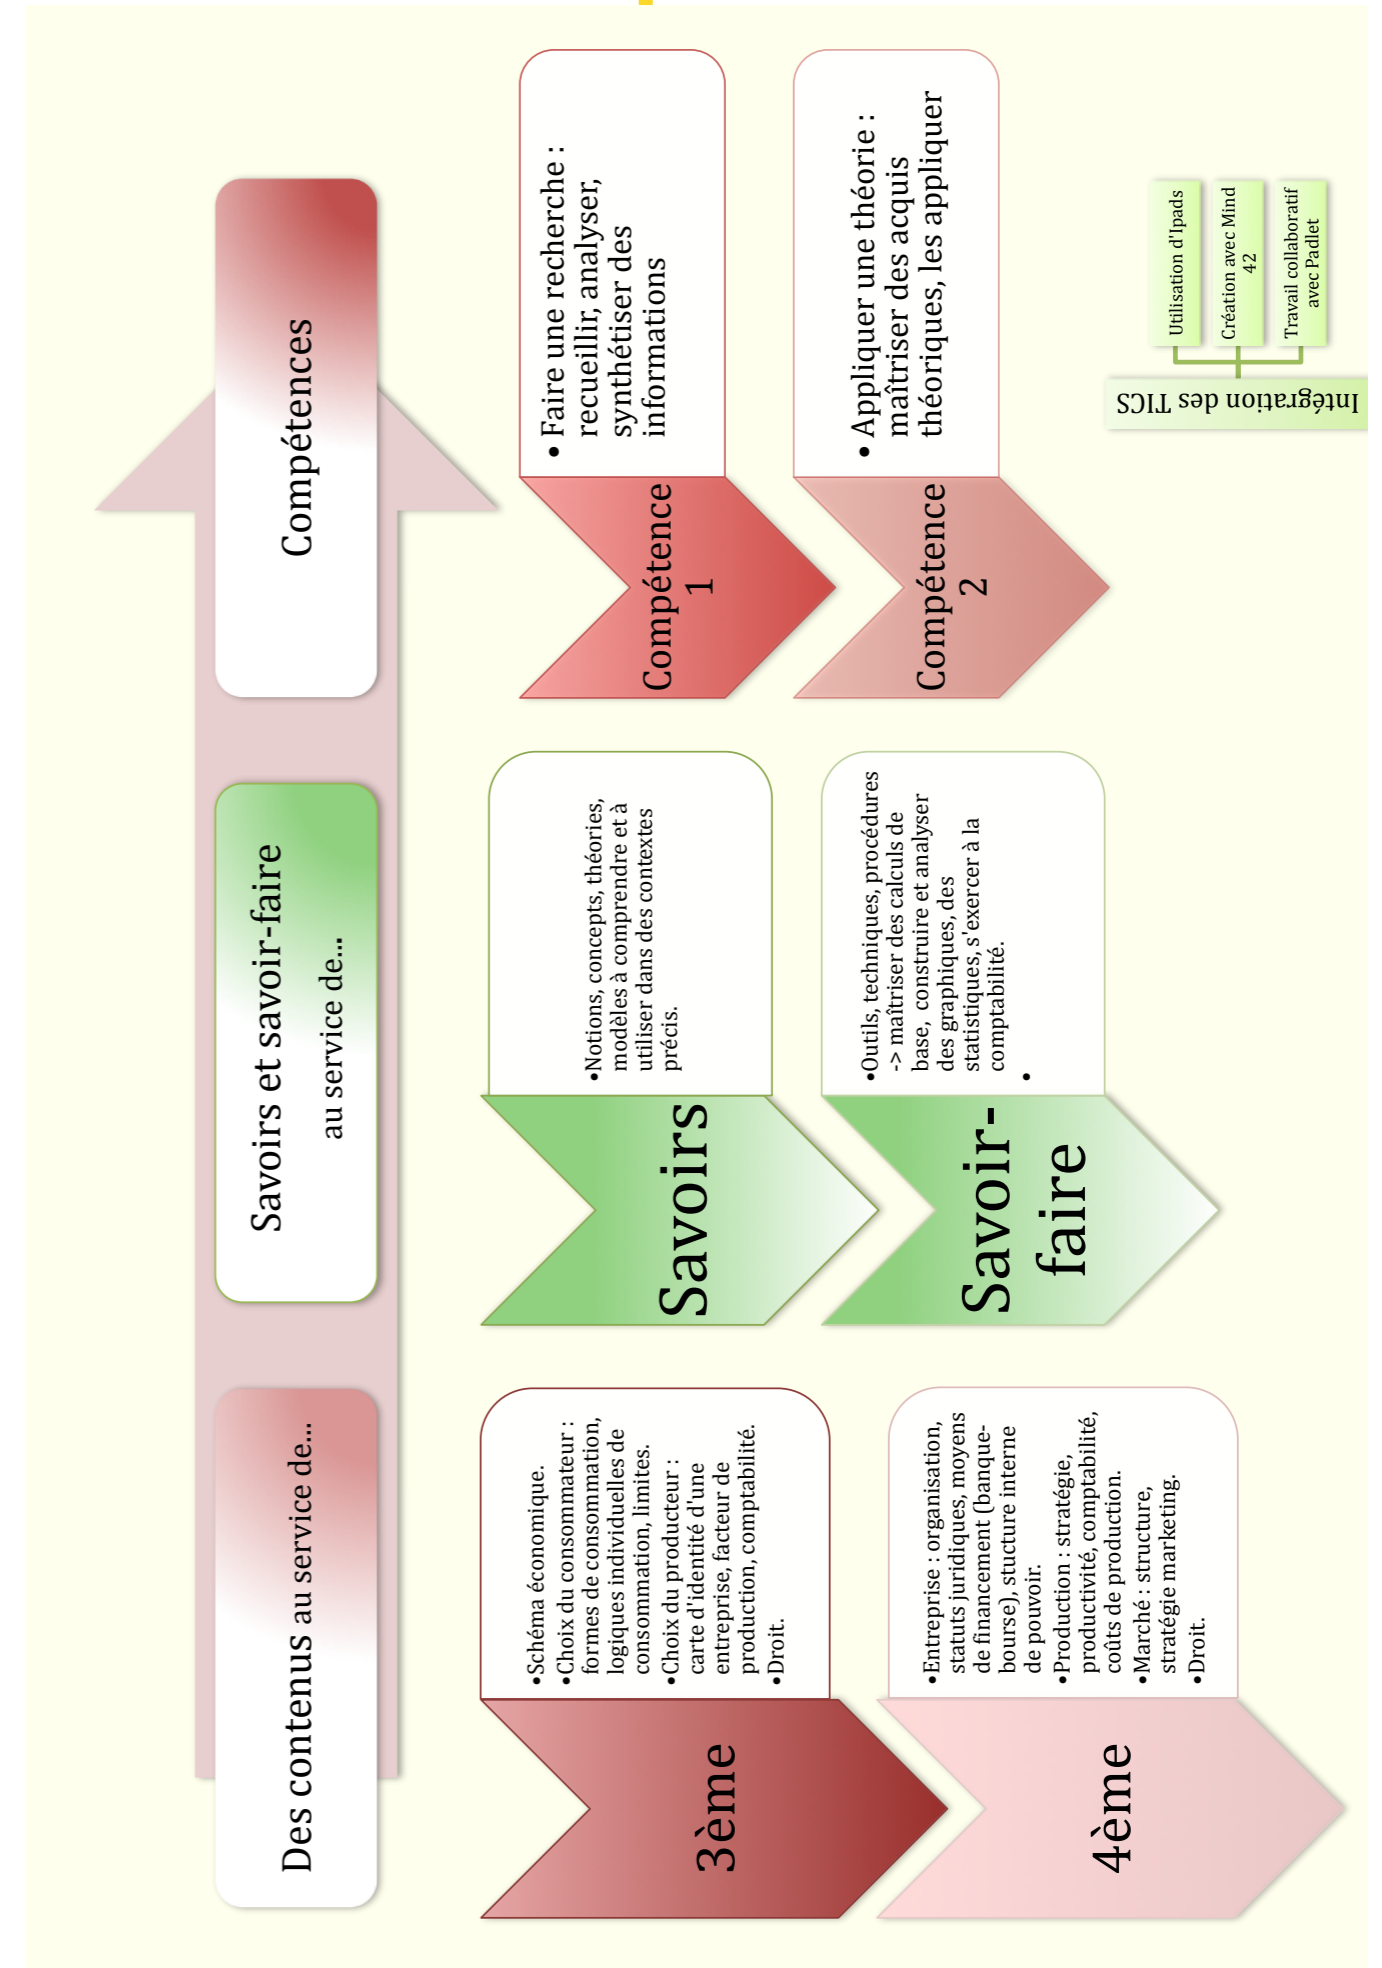 Des contenus au service de...
Savoirs et savoir-faire
au service de...
Compétences
3ème
•Schéma économique.
•Choix du consommateur :
formes de consommation,
logiques individuelles de
consommation, limites.
•Choix du producteur :
carte d'identité d'une
entreprise, facteur de
production, comptabilité.
•Droit.
4ème
•Entreprise : organisation,
statuts juridiques, moyens
de financement (banque-
bourse), stucture interne
de pouvoir.
•Production : stratégie,
productivité, comptabilité,
coûts de production.
•Marché : structure,
stratégie marketing.
•Droit.
Savoirs
•Notions, concepts, théories,
modèles à comprendre et à
utiliser dans des contextes
précis.
Savoir-
faire
•Outils, techniques, procédures
-> maîtriser des calculs de
base, construire et analyser
des graphiques, des
statistiques, s'exercer à la
comptabilité.
•
Compétence
1
• Faire une recherche :
recueillir, analyser,
synthétiser des
informations
Compétence
2
• Appliquer une théorie :
maîtriser des acquis
théoriques, les appliquer
Intégration des TICS
Utilisation d'Ipads
Création avec Mind
42
Travail collaboratif
avec Padlet